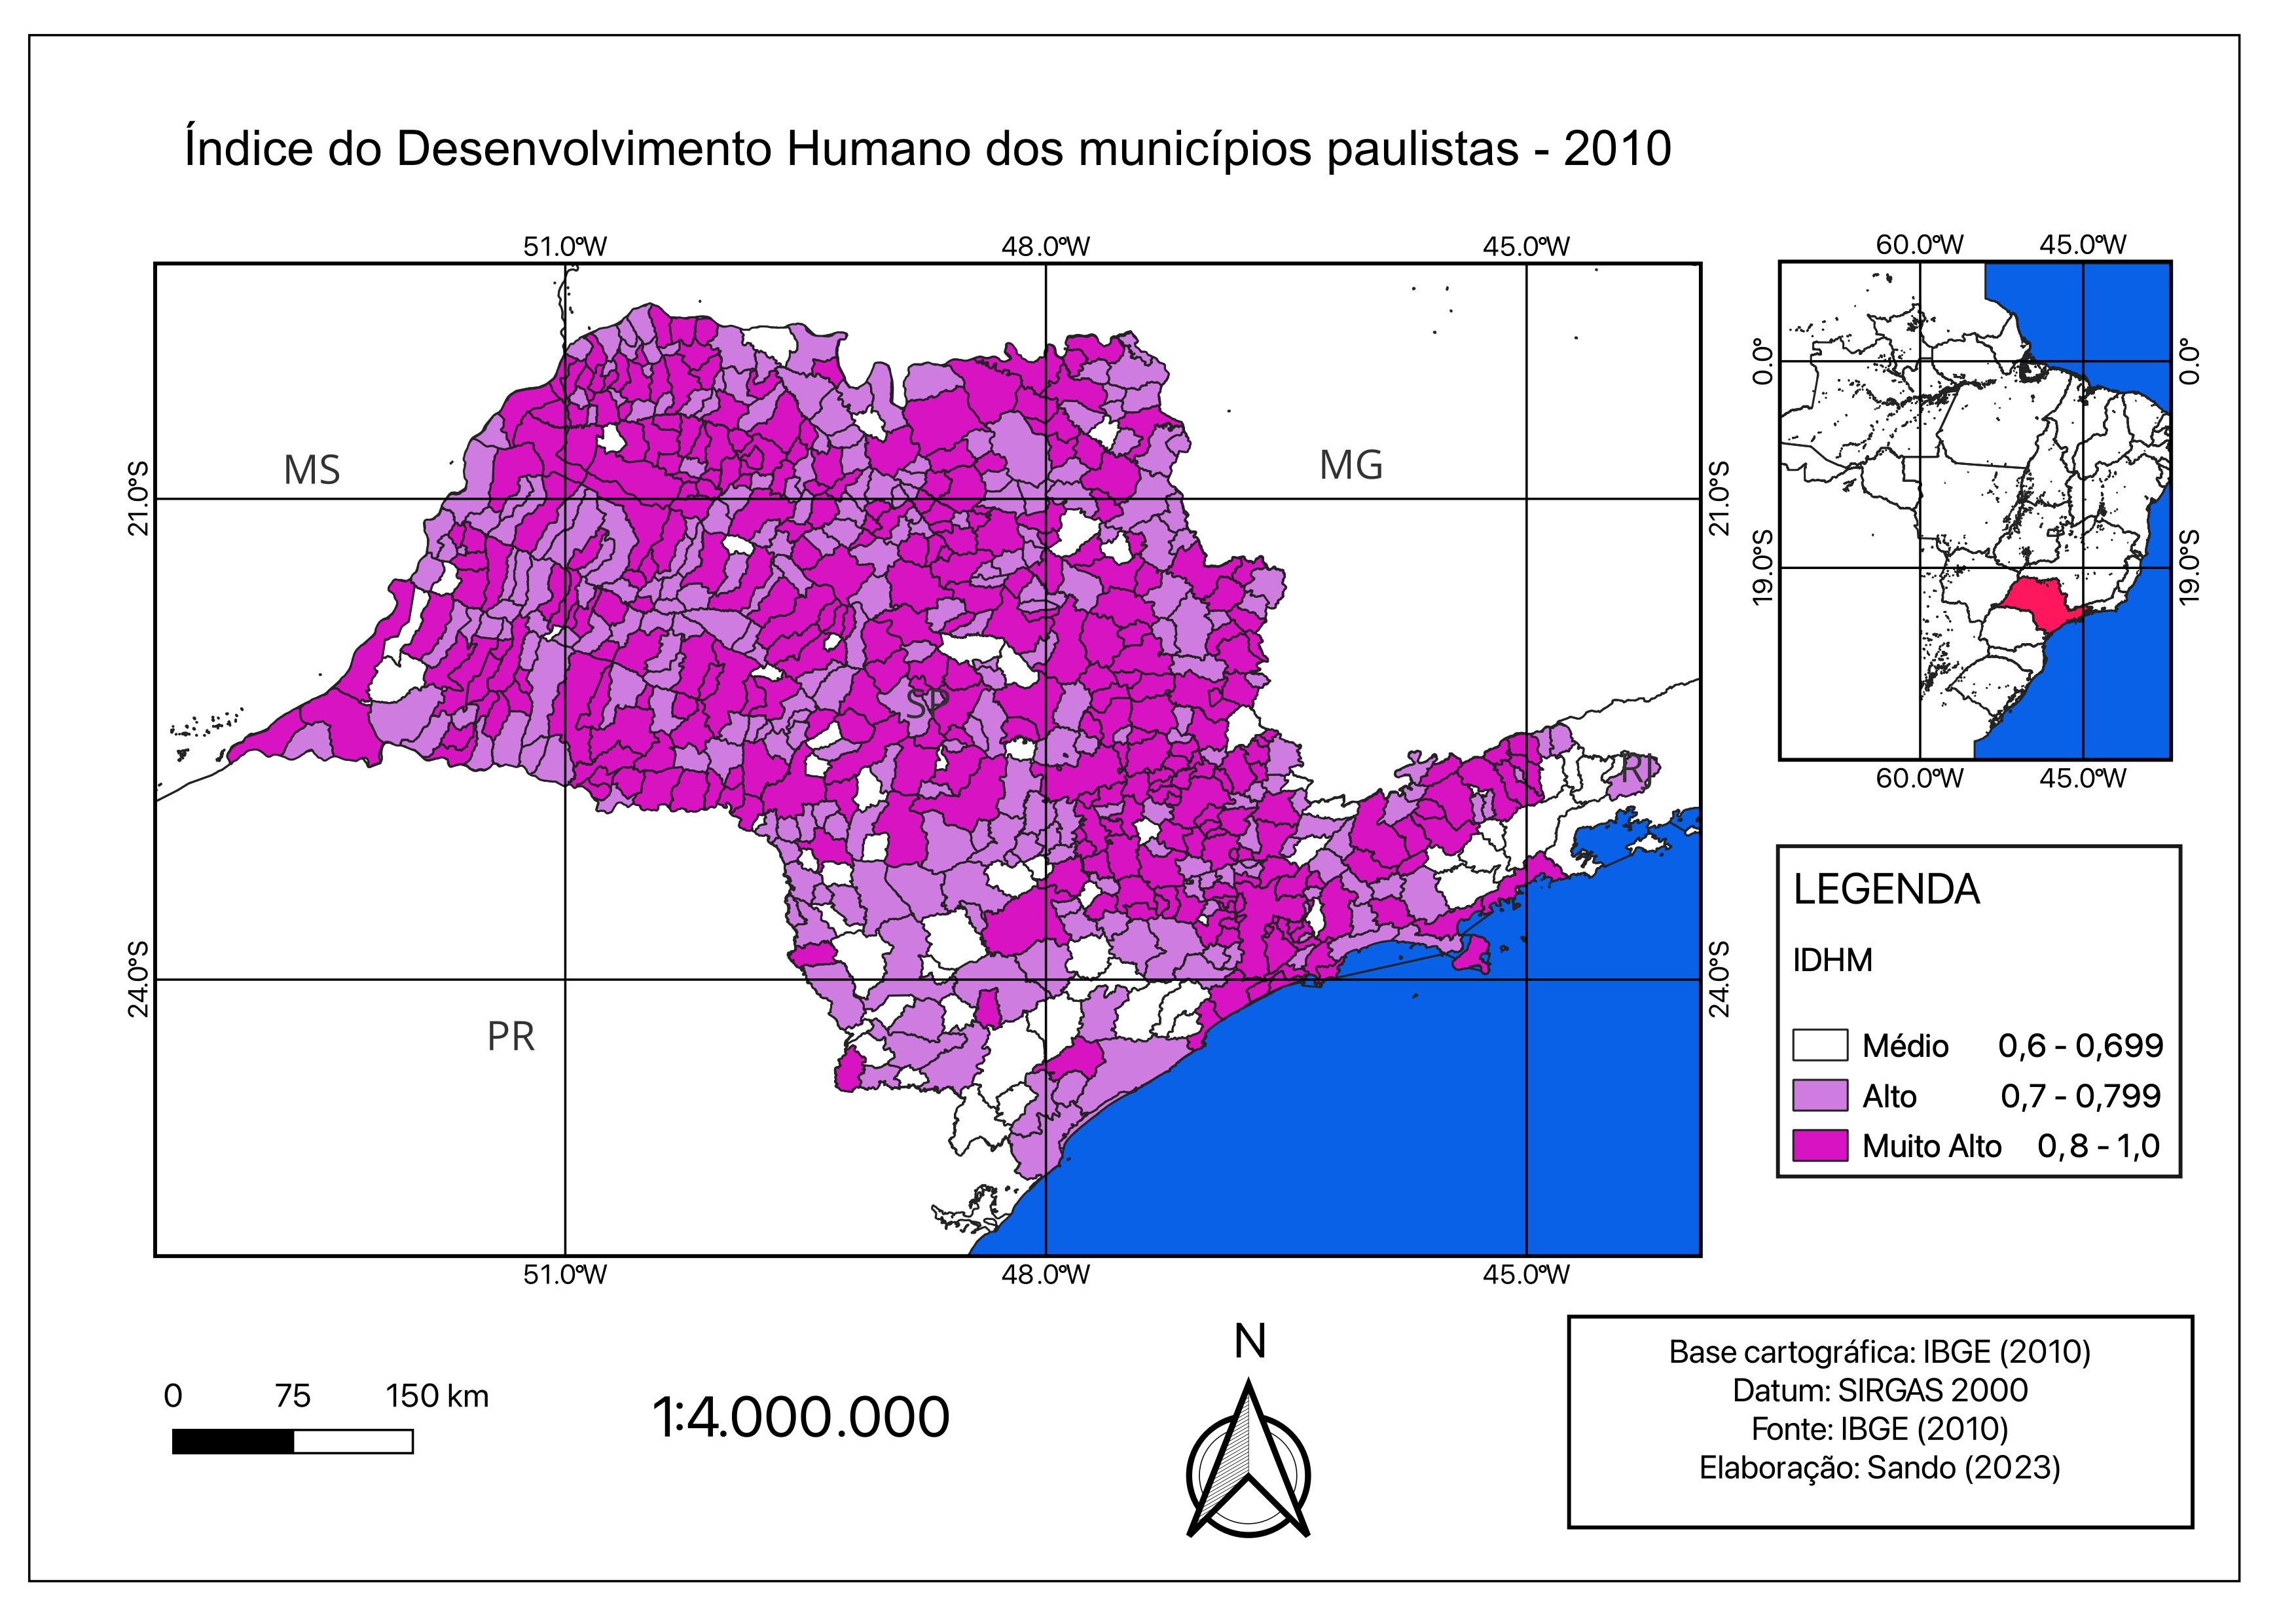 Índice do Desenvolvimento Humano dos municípios paulistas - 2010
51.0°W 48.0°W 45.0°W
60.0°W 45.0°W
21.0°S
24.0°S
MS
MG
SP
RJ
PR
21.0°S
24.0°S
51.0°W 48.0°W 45.0°W
0.0°
19.0°S
0.0°
19.0°S
60.0°W 45.0°W
LEGENDA
IDHM
Médio 0,6 - 0,699
Alto 0,7 - 0,799
Muito Alto 0,8 - 1,0
0 75 150 km
1:4.000.000
N
Base cartográfica: IBGE (2010)
Datum: SIRGAS 2000
Fonte: IBGE (2010)
Elaboração: Sando (2023)